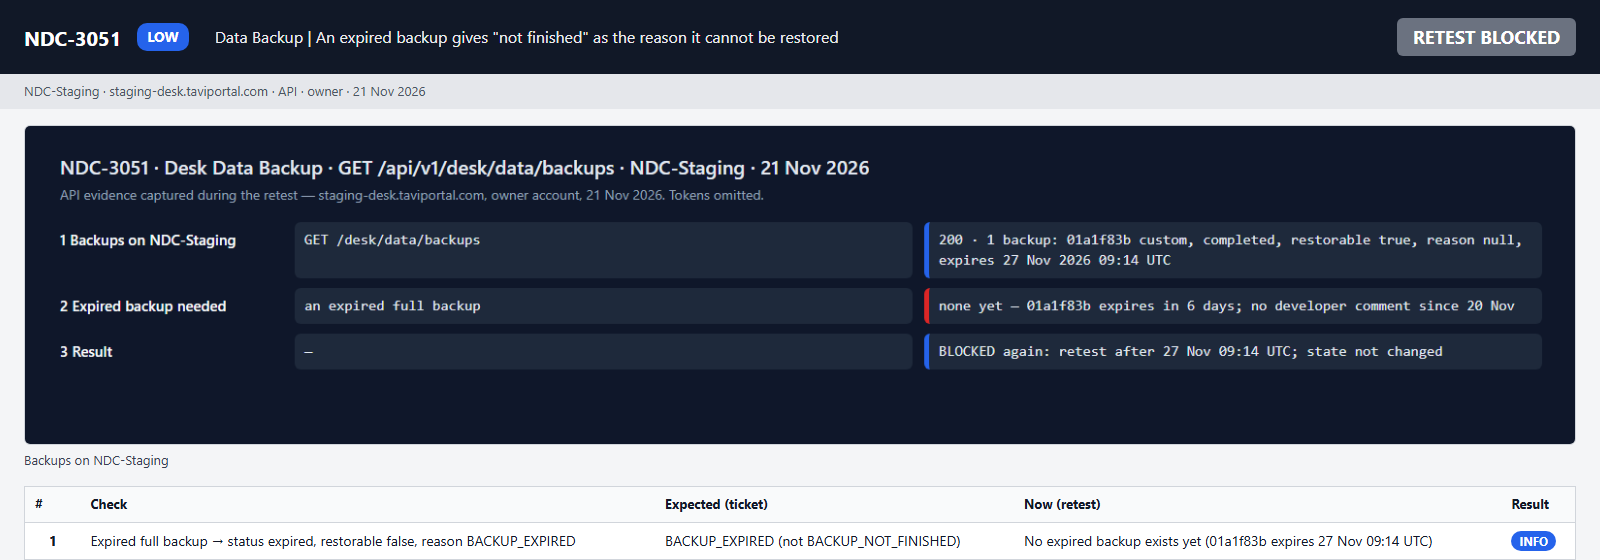 NDC-3051 LOW Data Backup | An expired backup gives "not finished" as the reason it cannot be restored RETEST BLOCKED
NDC-Staging · staging-desk.taviportal.com · API · owner · 21 Nov 2026
NDC-3051 · Desk Data Backup · GET /api/v1/desk/data/backups · NDC-Staging · 21 Nov 2026
API evidence captured during the retest — staging-desk.taviportal.com, owner account, 21 Nov 2026. Tokens omitted.
1 Backups on NDC-Staging GET /desk/data/backups 200 · 1 backup: 01a1f83b custom, completed, restorable true, reason null,
expires 27 Nov 2026 09:14 UTC
2 Expired backup needed an expired full backup none yet — 01a1f83b expires in 6 days; no developer comment since 20 Nov
3 Result — BLOCKED again: retest after 27 Nov 09:14 UTC; state not changed
Backups on NDC-Staging
# Check Expected (ticket) Now (retest) Result
1 Expired full backup → status expired, restorable false, reason BACKUP_EXPIRED BACKUP_EXPIRED (not BACKUP_NOT_FINISHED) No expired backup exists yet (01a1f83b expires 27 Nov 09:14 UTC) INFO